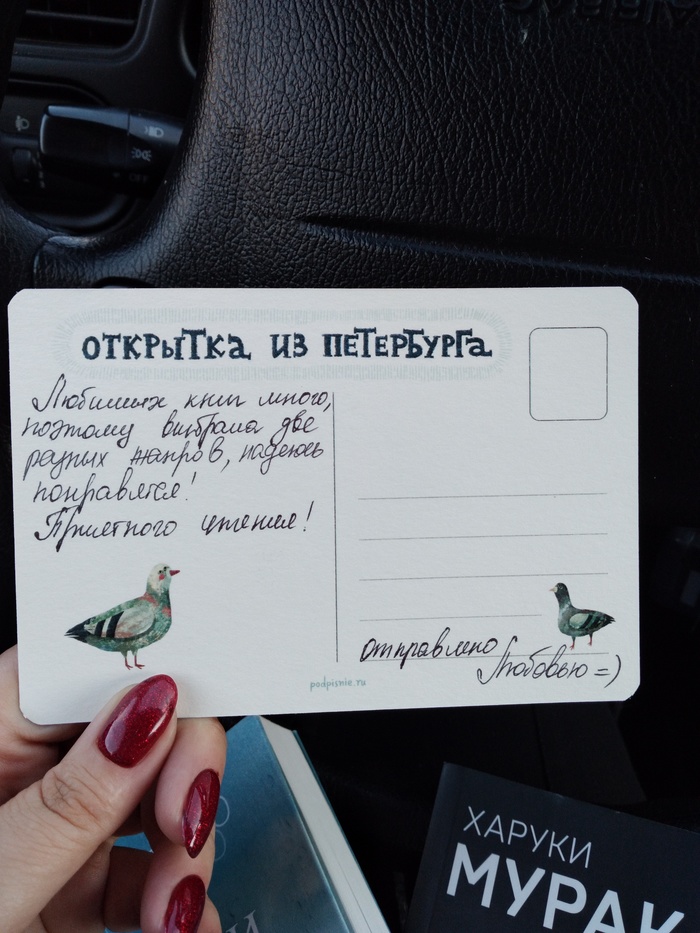 ОТКРЫТКА ИЗ ПЕТЕРБУРГА
Любимых книг много,
поэтому выбрала две
разных жанров, надеюсь
понравятся!
Приятного чтения!
отправлено
Любовью =)
podpisnie.ru
ХАРУКИ
МУРАК